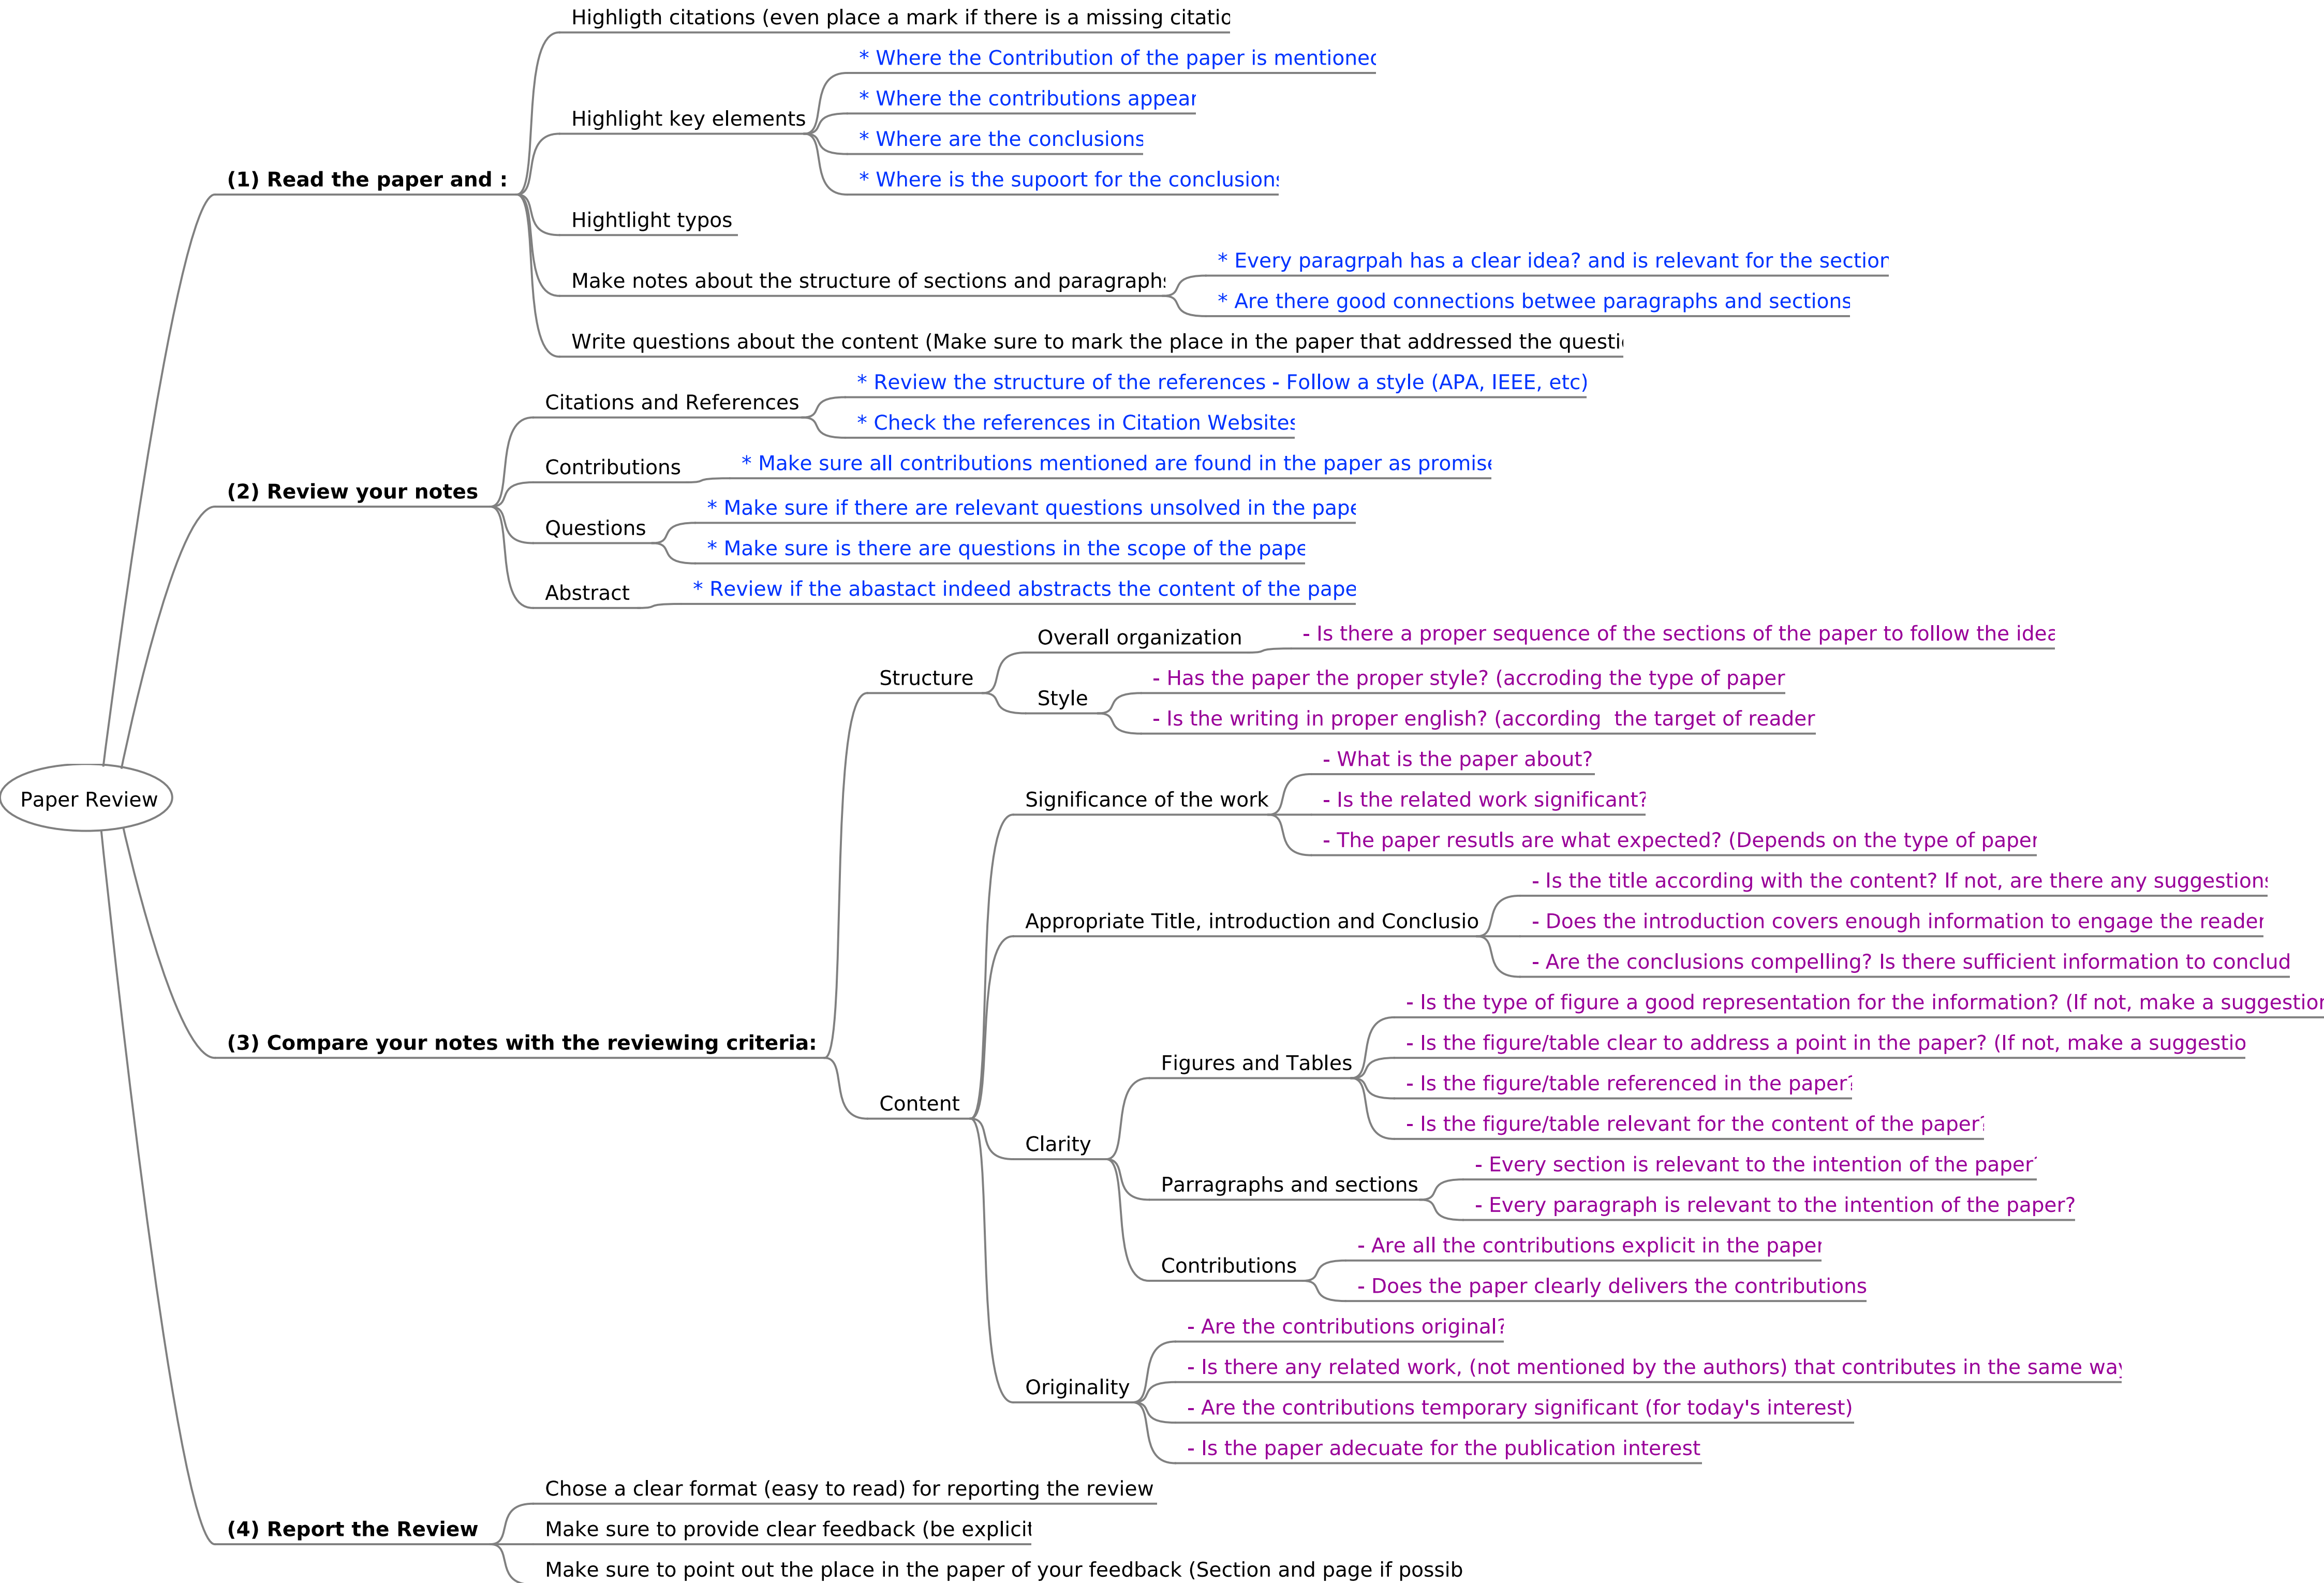 Highligth citations (even place a mark if there is a missing citatio
* Where the Contribution of the paper is mentioned
* Where the contributions appear
Highlight key elements
* Where are the conclusions
(1) Read the paper and :
* Where is the supoort for the conclusions
Hightlight typos
* Every paragrpah has a clear idea? and is relevant for the section
Make notes about the structure of sections and paragraphs
* Are there good connections betwee paragraphs and sections
Write questions about the content (Make sure to mark the place in the paper that addressed the questi
* Review the structure of the references - Follow a style (APA, IEEE, etc)
Citations and References
* Check the references in Citation Websites
Contributions
* Make sure all contributions mentioned are found in the paper as promise
(2) Review your notes
* Make sure if there are relevant questions unsolved in the pape
Questions
* Make sure is there are questions in the scope of the pape
Abstract
* Review if the abastact indeed abstracts the content of the pape
Overall organization
- Is there a proper sequence of the sections of the paper to follow the idea
Structure
- Has the paper the proper style? (accroding the type of paper
Style
- Is the writing in proper english? (according  the target of reader
- What is the paper about?
Paper Review
Significance of the work
- Is the related work significant?
- The paper resutls are what expected? (Depends on the type of paper
- Is the title according with the content? If not, are there any suggestions
Appropriate Title, introduction and Conclusio
- Does the introduction covers enough information to engage the reader
- Are the conclusions compelling? Is there sufficient information to conclud
- Is the type of figure a good representation for the information? (If not, make a suggestion
(3) Compare your notes with the reviewing criteria:
- Is the figure/table clear to address a point in the paper? (If not, make a suggestio
Figures and Tables
- Is the figure/table referenced in the paper?
Content
- Is the figure/table relevant for the content of the paper?
Clarity
- Every section is relevant to the intention of the paper?
Parragraphs and sections
- Every paragraph is relevant to the intention of the paper?
- Are all the contributions explicit in the paper
Contributions
- Does the paper clearly delivers the contributions
- Are the contributions original?
- Is there any related work, (not mentioned by the authors) that contributes in the same way
Originality
- Are the contributions temporary significant (for today's interest)
- Is the paper adecuate for the publication interest
Chose a clear format (easy to read) for reporting the review
(4) Report the Review
Make sure to provide clear feedback (be explicit
Make sure to point out the place in the paper of your feedback (Section and page if possib